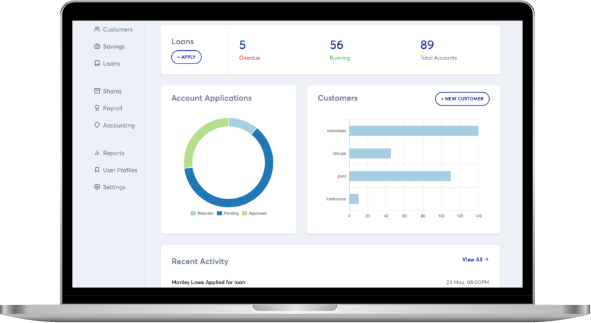 Customers
Savings
Loans
Shares
Payroll
Accounting
Reports
User Profiles
Settings
Loans
+ APPLY
5
Overdue
56
Running
89
Total Accounts
Account Applications
Rejected Pending Approved
Customers
+ NEW CUSTOMER
Individuals
Groups
Joint
Institutions
0 20 40 60 80 100 120 140
Recent Activity
View All →
Monley Lowe Applied for loan
23 May, 08:00PM